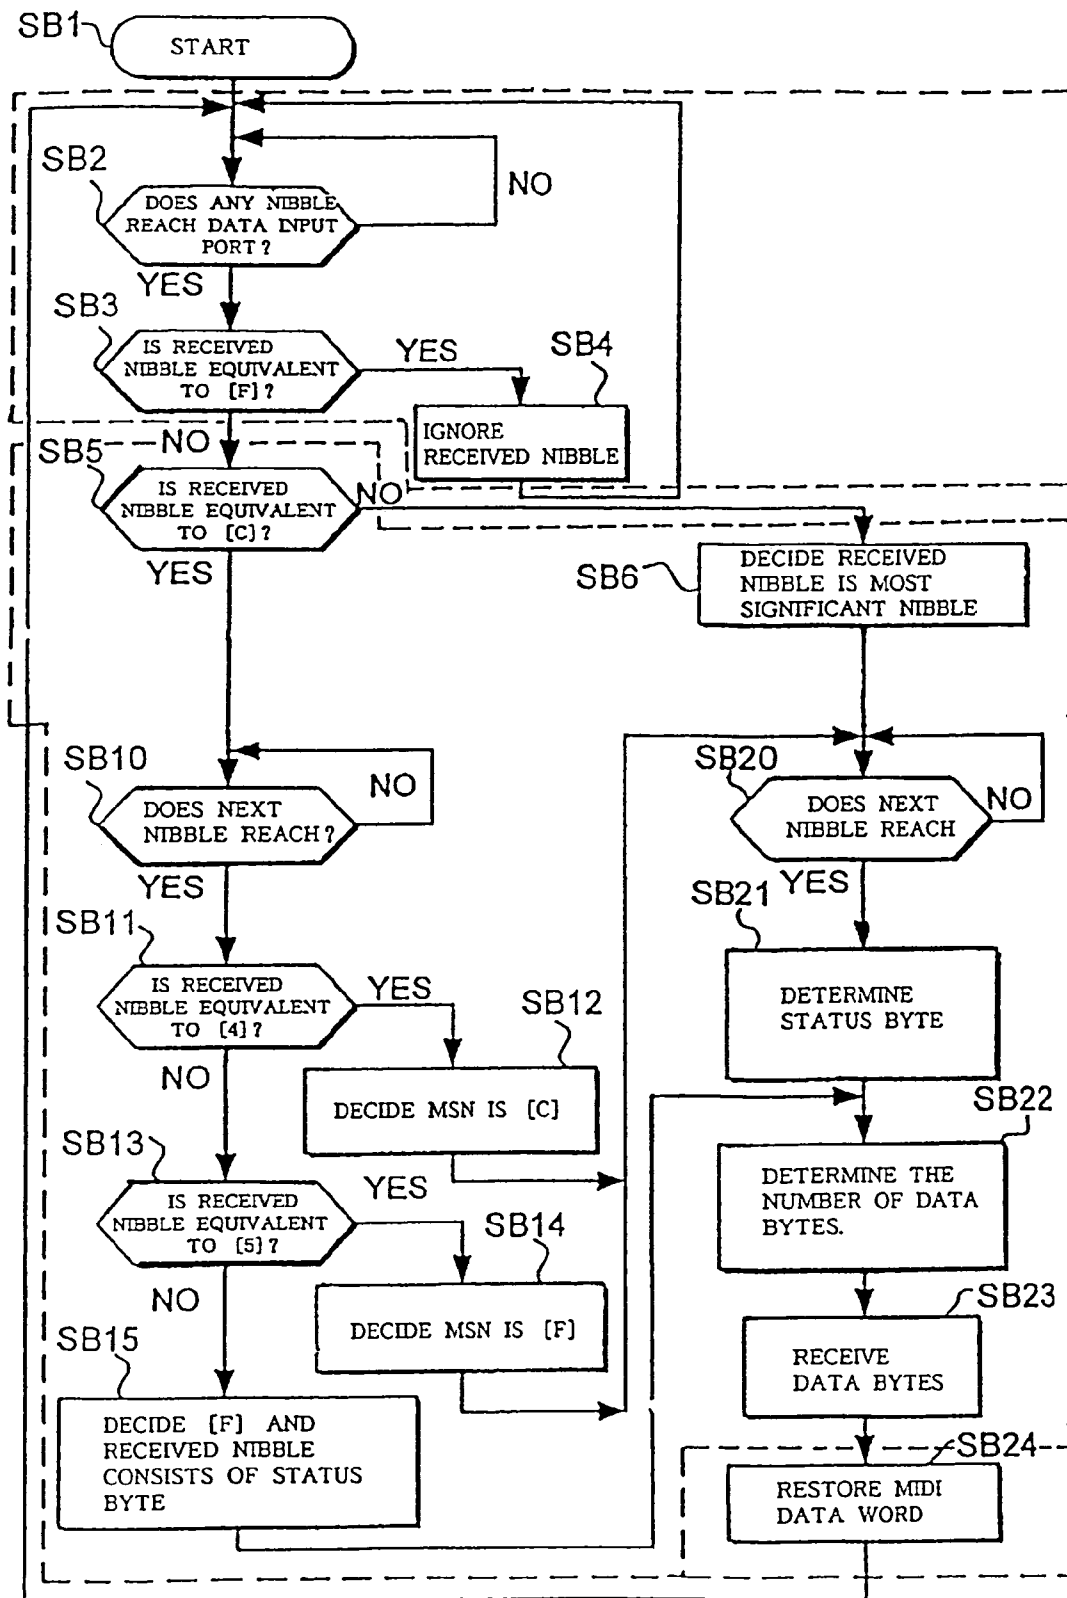 SB1
START
SB2
DOES ANY NIBBLE
REACH DATA INPUT
PORT?
NO
YES
SB3
IS RECEIVED
NIBBLE EQUIVALENT
TO [F]?
YES
SB4
IGNORE
RECEIVED NIBBLE
NO
SB5
IS RECEIVED
NIBBLE EQUIVALENT
TO [C]?
NO
YES
SB6
DECIDE RECEIVED
NIBBLE IS MOST
SIGNIFICANT NIBBLE
SB10
DOES NEXT
NIBBLE REACH?
NO
YES
SB20
DOES NEXT
NIBBLE REACH
NO
YES
SB11
IS RECEIVED
NIBBLE EQUIVALENT
TO [4]?
YES
SB12
DECIDE MSN IS [C]
NO
SB21
DETERMINE
STATUS BYTE
SB13
IS RECEIVED
NIBBLE EQUIVALENT
TO [5]?
YES
SB14
DECIDE MSN IS [F]
NO
SB22
DETERMINE THE
NUMBER OF DATA
BYTES.
SB23
RECEIVE
DATA BYTES
SB15
DECIDE [F] AND
RECEIVED NIBBLE
CONSISTS OF STATUS
BYTE
SB24
RESTORE MIDI
DATA WORD